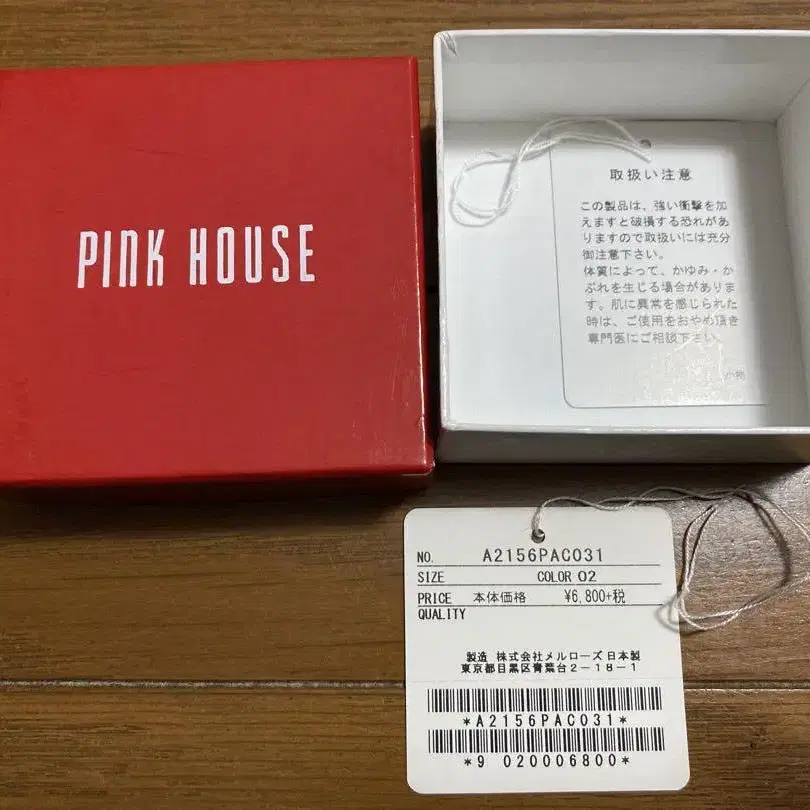 PINK HOUSE
取扱い注意
この製品は、強い衝撃を加
えますと破損する恐れがあ
りますので取扱いには充分
御注意下さい。
体質によって、かゆみ・か
ぶれを生じる場合がありま
す。肌に異常を感じられた
時は、ご使用をおやめ頂き
専門医にご相談下さい。
小物
NO. A2156PAC031
SIZE COLOR 02
PRICE 本体価格 ¥6,800+税
QUALITY
製造 株式会社メルローズ 日本製
東京都目黒区青葉台2-18-1
*A2156PAC031*
*9 020006800*